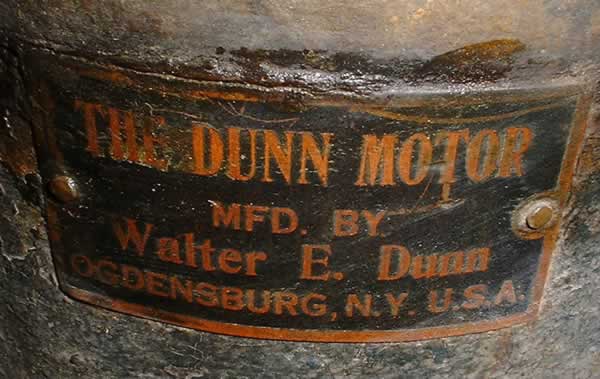 THE DUNN MOTOR
MFD. BY
Walter E. Dunn
OGDENSBURG, N.Y. U.S.A.